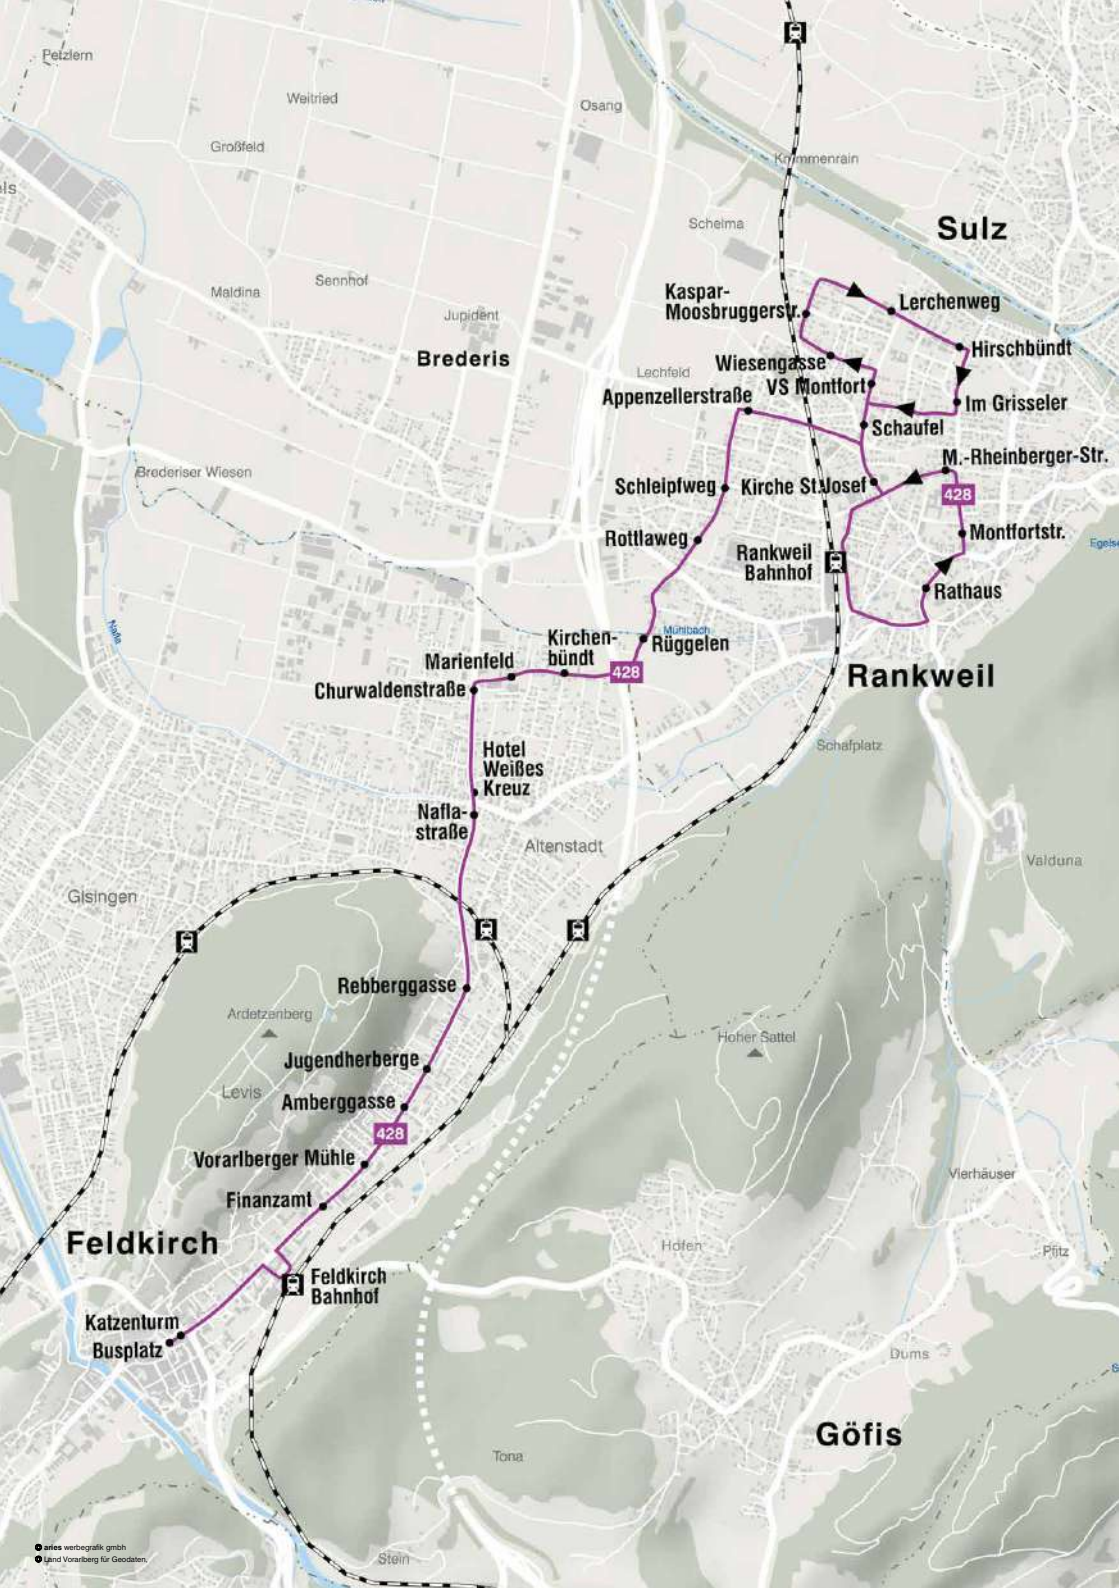 Petzlern
Weitried
Osang
Großfeld
Krummenrain
Schelma
Sulz
Sennhof
Maldina
Kaspar-
Moosbruggerstr.
Lerchenweg
Jupident
Brederis
Hirschbündt
Wiesengasse
Lechfeld
VS Montfort
Appenzellerstraße
Im Grisseler
Schaufel
M.-Rheinberger-Str.
Brederiser Wiesen
Schleipfweg
Kirche St.Josef
428
Rottlaweg
Montfortstr.
Rankweil
Bahnhof
Rathaus
Nafla
Mühlbach
Kirchen-
bündt
Rüggelen
Marienfeld
428
Churwaldenstraße
Rankweil
Schafplatz
Hotel
Weißes
Kreuz
Nafla-
straße
Altenstadt
Valduna
Gisingen
Rebberggasse
Ardetzenberg
Hoher Sattel
Jugendherberge
Levis
Amberggasse
428
Vorarlberger Mühle
Vierhäuser
Finanzamt
Feldkirch
Hofen
Pfitz
Feldkirch
Bahnhof
Katzenturm
Busplatz
Dums
Göfis
Tona
aries werbegrafik gmbh
Land Vorarlberg für Geodaten.
Stein